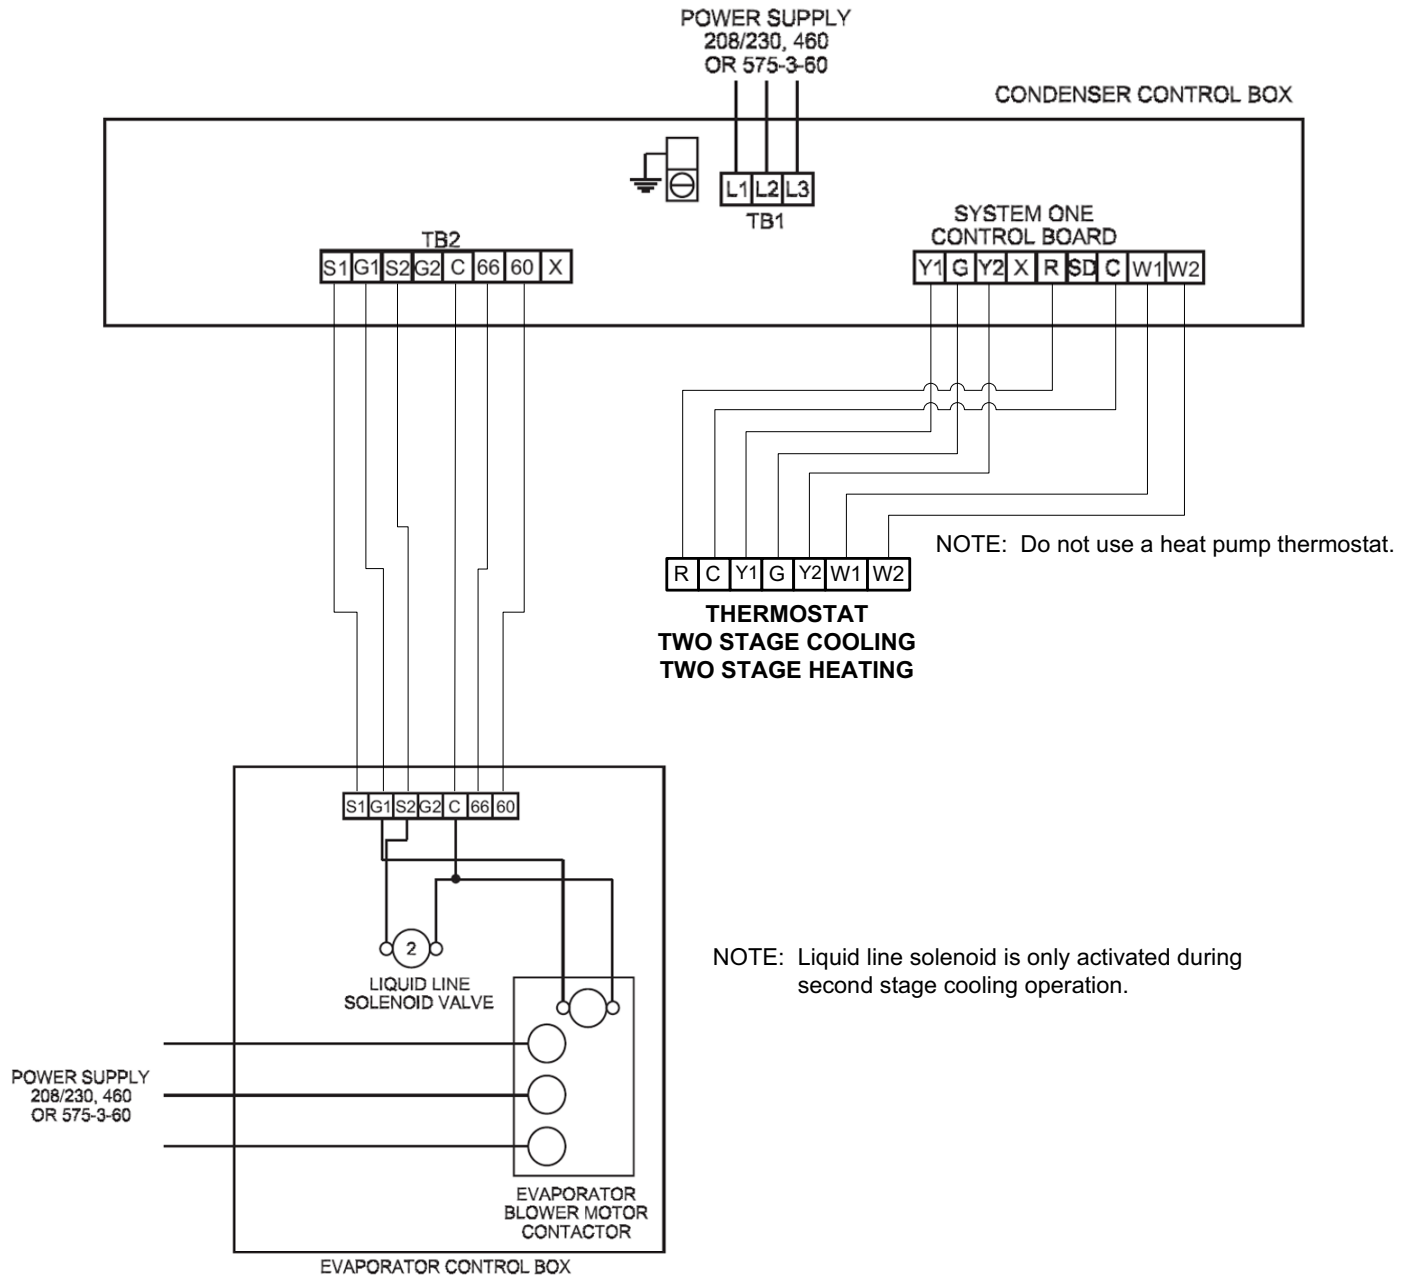 POWER SUPPLY
208/230, 460
OR 575-3-60
CONDENSER CONTROL BOX
L1 L2 L3
TB1
SYSTEM ONE
CONTROL BOARD
TB2
S1 G1 S2 G2 C 66 60 X
Y1 G Y2 X R SD C W1 W2
NOTE: Do not use a heat pump thermostat.
R C Y1 G Y2 W1 W2
THERMOSTAT
TWO STAGE COOLING
TWO STAGE HEATING
S1 G1 S2 G2 C 66 60
2
LIQUID LINE
SOLENOID VALVE
NOTE: Liquid line solenoid is only activated during
second stage cooling operation.
POWER SUPPLY
208/230, 460
OR 575-3-60
EVAPORATOR
BLOWER MOTOR
CONTACTOR
EVAPORATOR CONTROL BOX